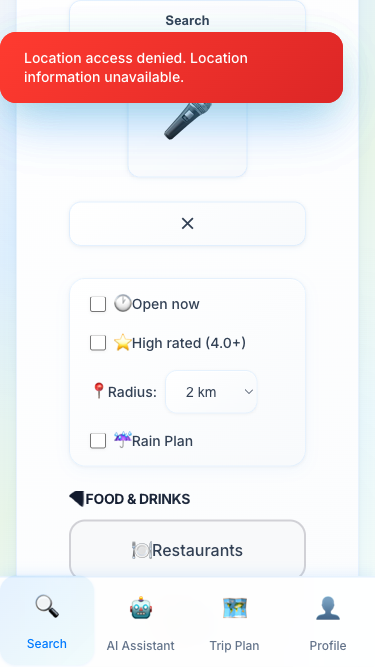 Search
Location access denied. Location
information unavailable.
Open now
High rated (4.0+)
Radius: 2 km
Rain Plan
FOOD & DRINKS
Restaurants
Search
AI Assistant
Trip Plan
Profile